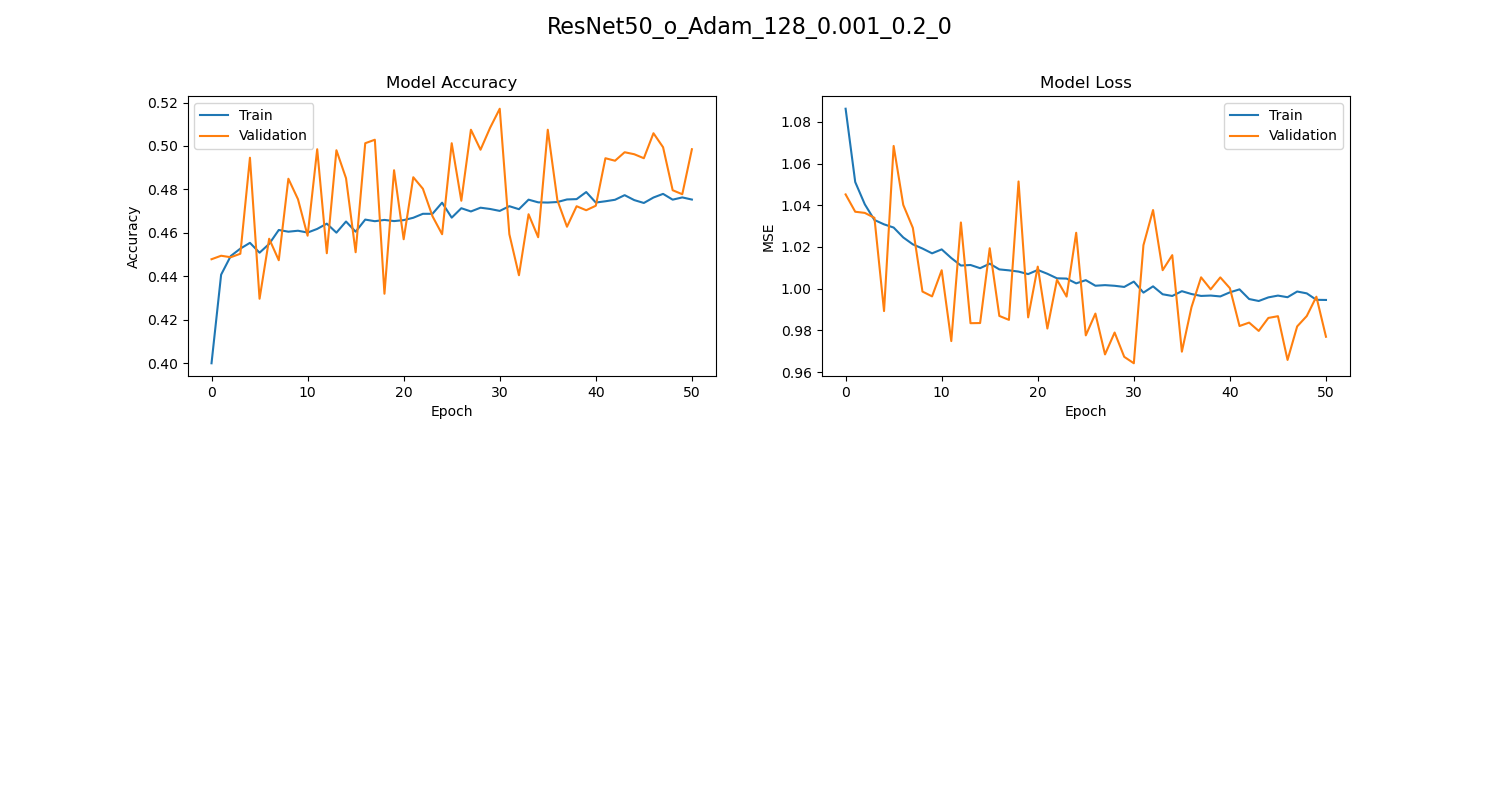 ResNet50_o_Adam_128_0.001_0.2_0
Model Accuracy
Train
Validation
0.52
0.50
0.48
0.46
0.44
0.42
0.40
Accuracy
0
10
20
30
40
50
Epoch
Model Loss
Train
Validation
1.08
1.06
1.04
1.02
1.00
0.98
0.96
MSE
0
10
20
30
40
50
Epoch